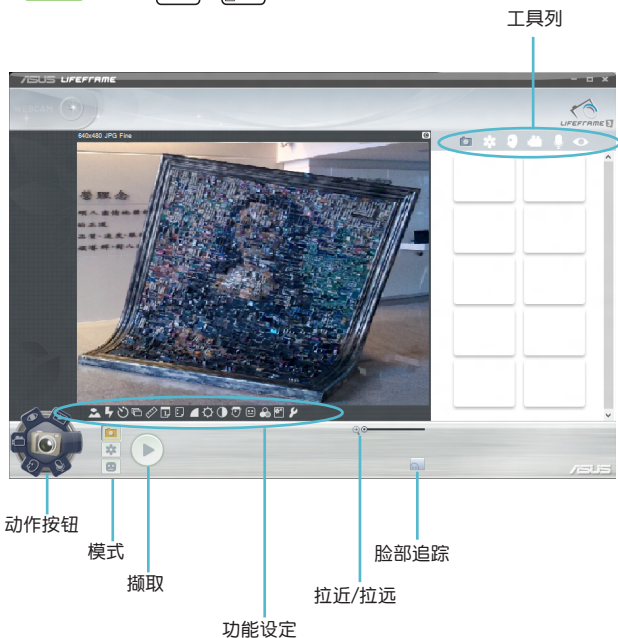 工具列
ASUS LIFEFRAME
WEBCAM
LIFEFRAME 3
640x480 JPG Fine
ASUS
动作按钮
模式
脸部追踪
撷取
拉近/拉远
功能设定